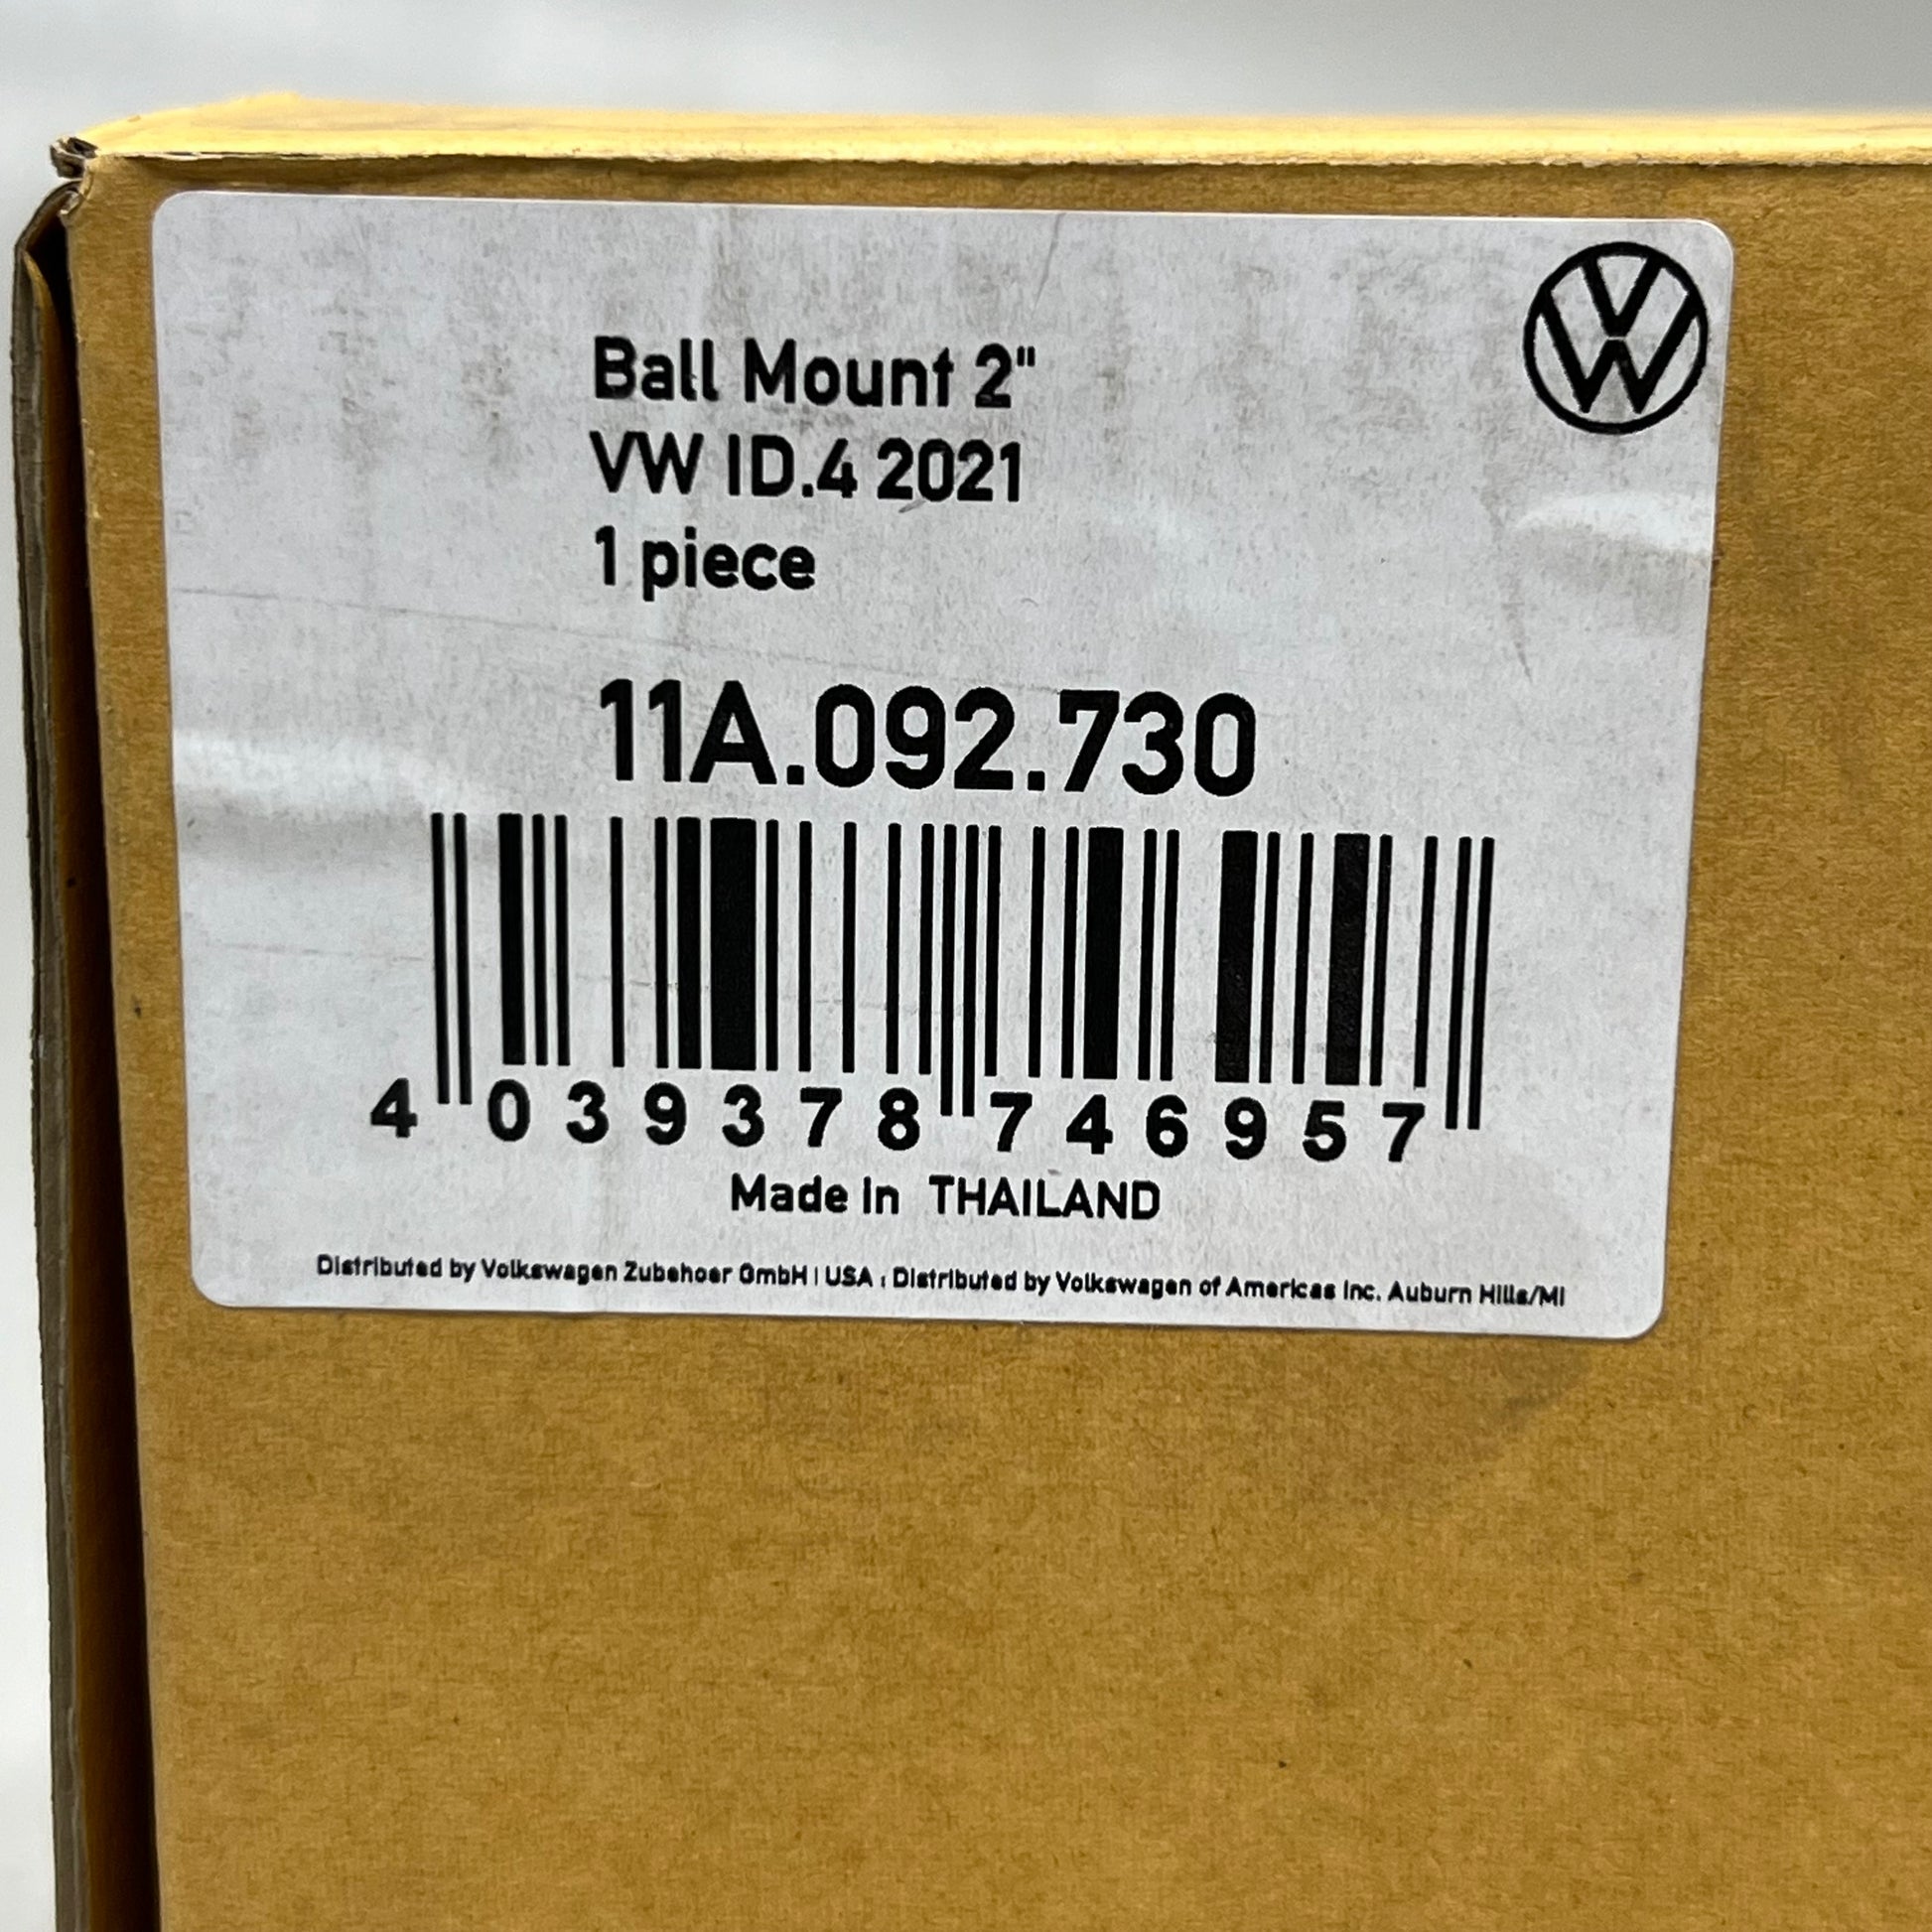 Ball Mount 2"
VW ID.4 2021
1 piece
11A.092.730
4 039378 746957
Made In THAILAND
Distributed by Volkswagen Zubehoer GmbH | USA : Distributed by Volkswagen of Americas Inc. Auburn Hills/MI